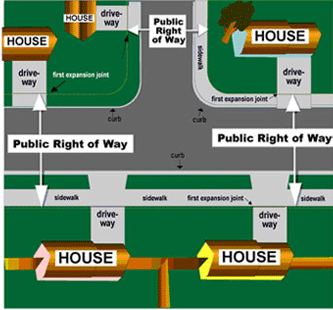 HOUSE
drive-
way
Public
Right
of Way
HOUSE
sidewalk
HOUSE
drive-
way
first expansion joint
drive-
way
first expansion joint
curb
curb
Public Right of Way
Public Right of Way
curb
sidewalk
sidewalk
first expansion joint
sidewalk
drive-
way
drive-
way
HOUSE
HOUSE